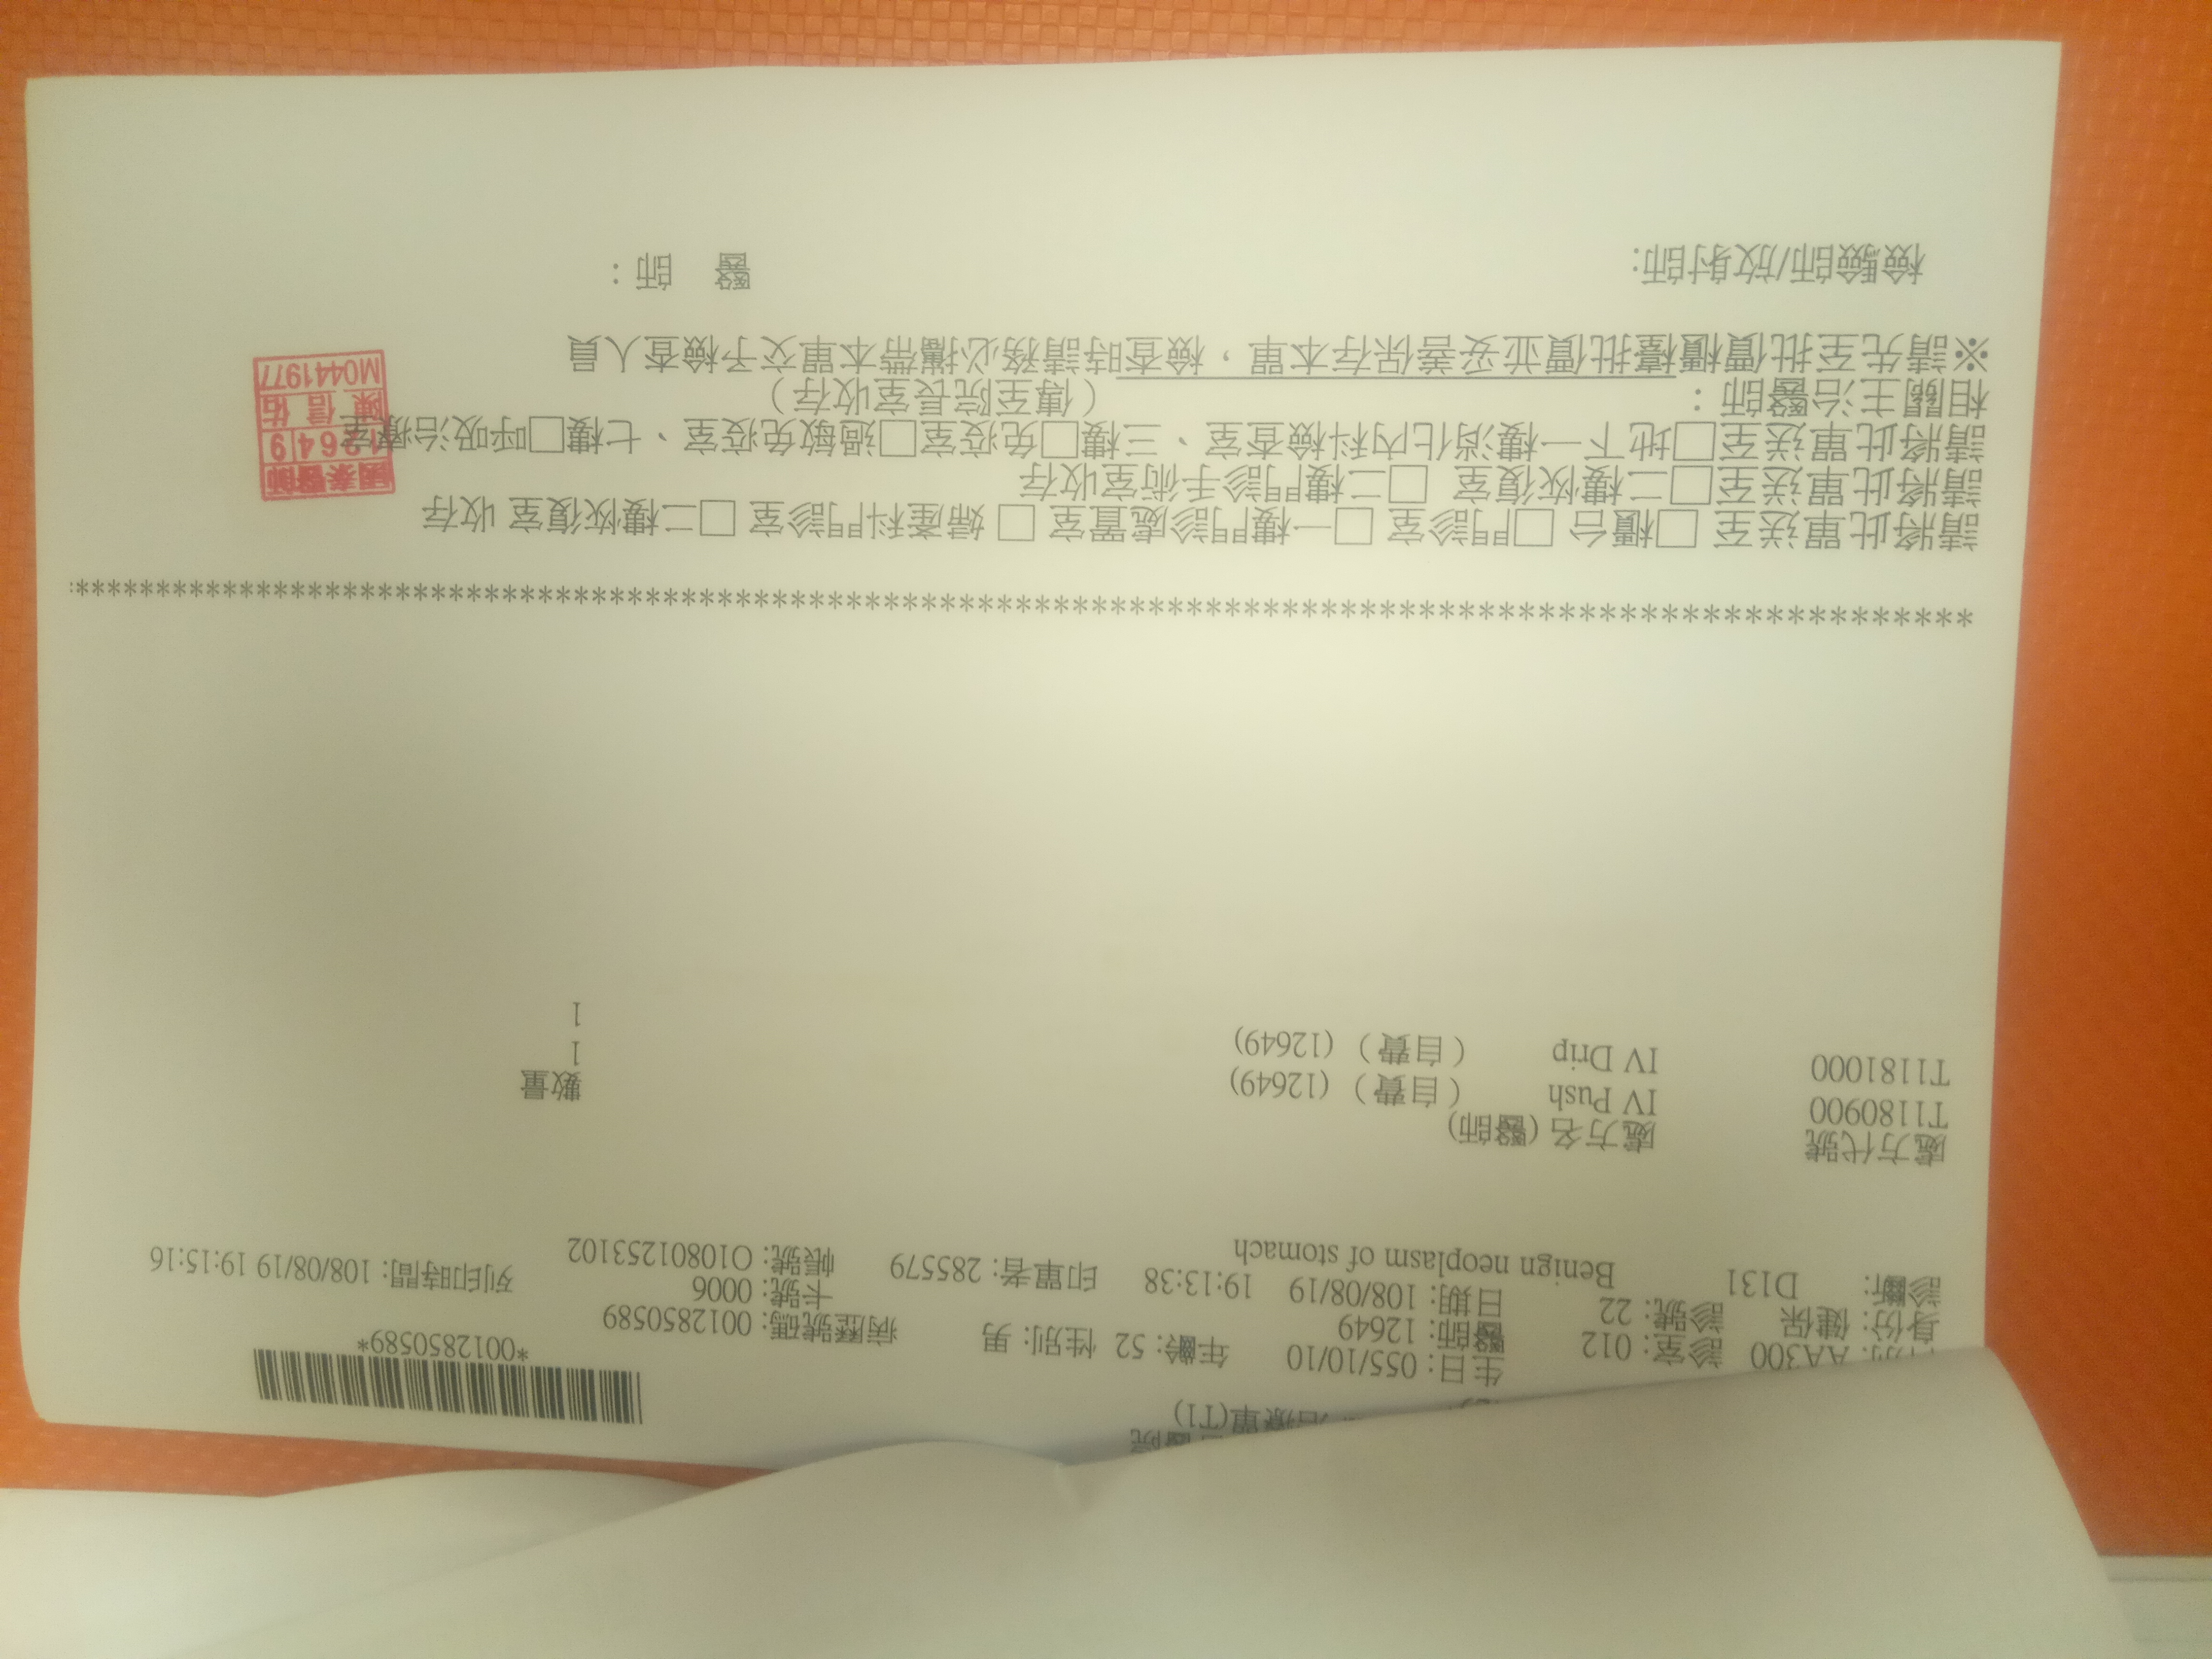 治療單(T1)
*0012850589*
AA300 診室: 012 生日: 055/10/10 年齡: 52 性別: 男 病歷號碼: 0012850589
身份: 健保 診號: 22 醫師: 12649 卡號: 0006
診斷: D131 日期: 108/08/19 19:13:38 印單者: 285579 帳號: O10801253102 列印時間: 108/08/19 19:15:16
Benign neoplasm of stomach
處方代號 處方名(醫師) 數量
T1180900 IV Push (自費) (12649) 1
T1181000 IV Drip (自費) (12649) 1
********************************************************************************************************************
請將此單送至□櫃台 □門診室 □一樓門診處置室 □ 婦產科門診室 □二樓恢復室 收存
請將此單送至□二樓恢復室 □二樓門診手術室收存
請將此單送至□地下一樓消化內科檢查室、三樓□免疫室□過敏免疫室、七樓□呼吸治療室
相關主治醫師: (傳至院長室收存)
※請先至批價櫃檯批價並妥善保存本單,檢查時請務必攜帶本單交予檢查人員
檢驗師/放射師: 醫 師:
醫師
12649
陳信佑
M0441977